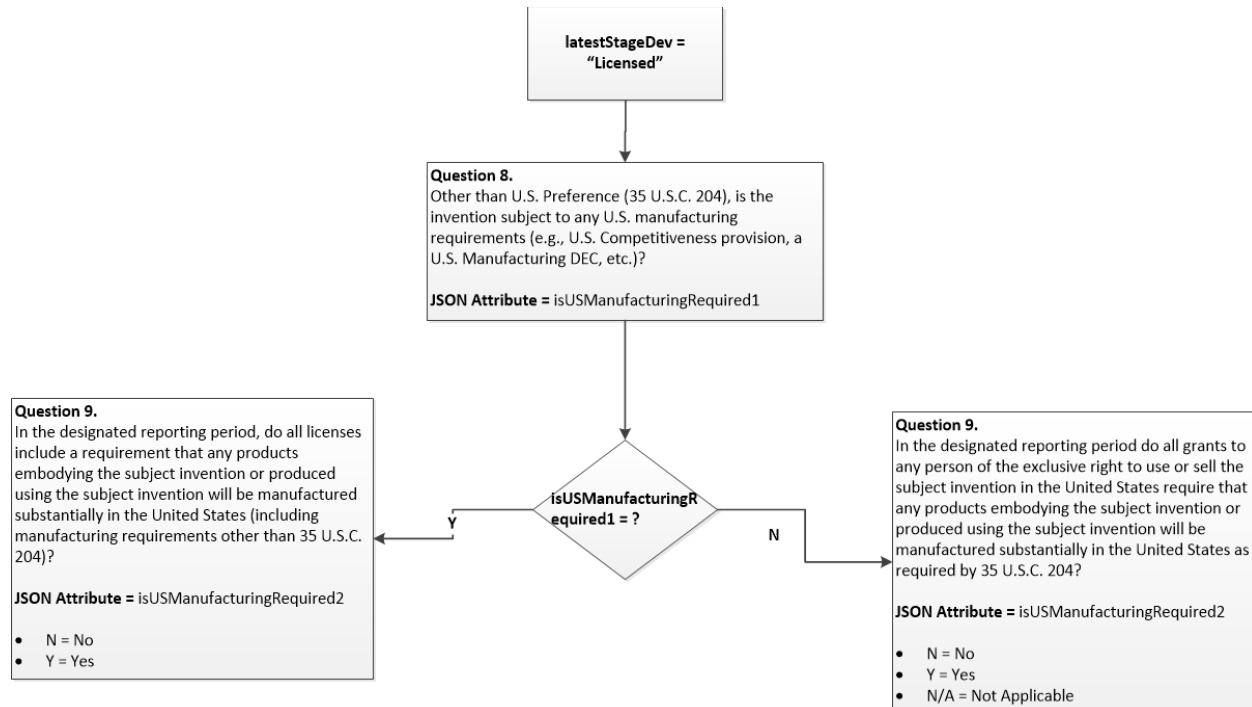 latestStageDev =
“Licensed”
Question 8.
Other than U.S. Preference (35 U.S.C. 204), is the
invention subject to any U.S. manufacturing
requirements (e.g., U.S. Competitiveness provision, a
U.S. Manufacturing DEC, etc.)?
JSON Attribute = isUSManufacturingRequired1
isUSManufacturingR
equired1 = ?
Y
N
Question 9.
In the designated reporting period, do all licenses
include a requirement that any products
embodying the subject invention or produced
using the subject invention will be manufactured
substantially in the United States (including
manufacturing requirements other than 35 U.S.C.
204)?
JSON Attribute = isUSManufacturingRequired2
• N = No
• Y = Yes
Question 9.
In the designated reporting period do all grants to
any person of the exclusive right to use or sell the
subject invention in the United States require that
any products embodying the subject invention or
produced using the subject invention will be
manufactured substantially in the United States as
required by 35 U.S.C. 204?
JSON Attribute = isUSManufacturingRequired2
• N = No
• Y = Yes
• N/A = Not Applicable